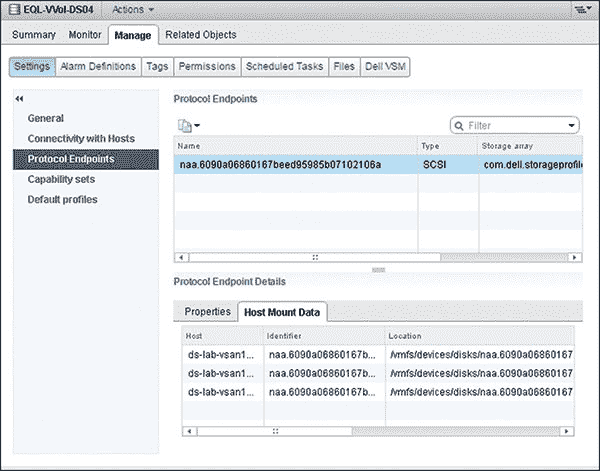 EQL-VVol-DS04 Actions
Summary Monitor Manage Related Objects
Settings Alarm Definitions Tags Permissions Scheduled Tasks Files Dell VSM
General
Connectivity with Hosts
Protocol Endpoints
Capability sets
Default profiles
Protocol Endpoints
Filter
Name Type Storage array
naa.6090a06860167beed95985b07102106a SCSI com.dell.storageprofile
Protocol Endpoint Details
Properties Host Mount Data
Host Identifier Location
ds-lab-vsan1... naa.6090a06860167b... /vmfs/devices/disks/naa.6090a06860167
ds-lab-vsan1... naa.6090a06860167b... /vmfs/devices/disks/naa.6090a06860167
ds-lab-vsan1... naa.6090a06860167b... /vmfs/devices/disks/naa.6090a06860167